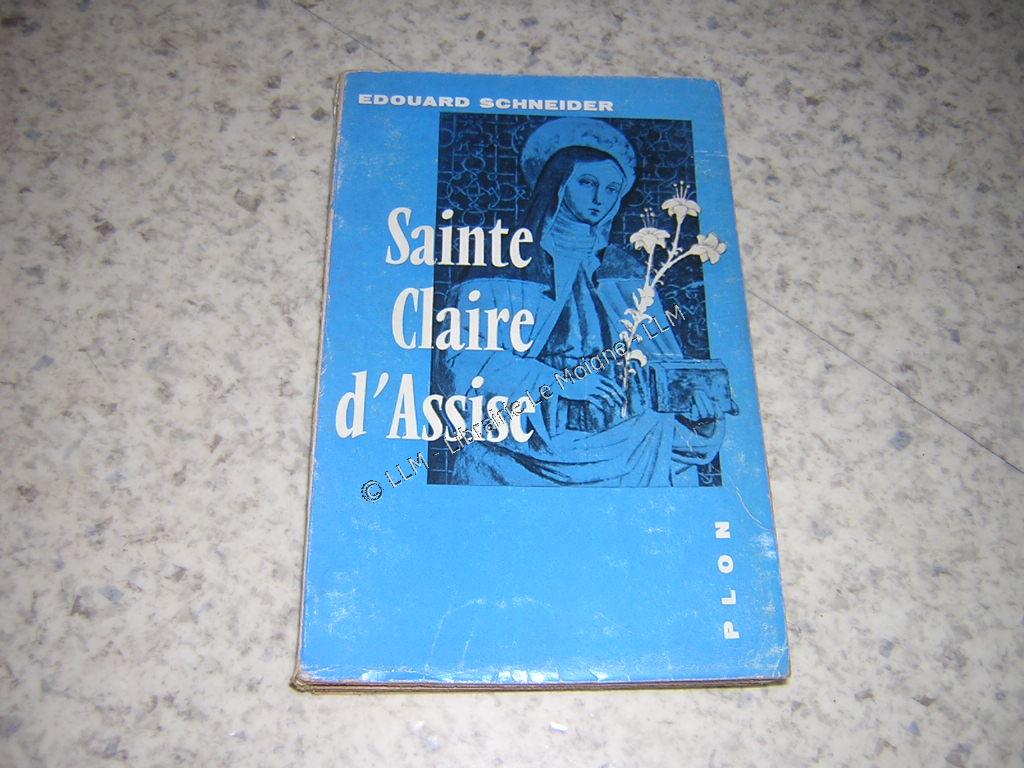 EDOUARD SCHNEIDER
Sainte
Claire
d'Assise
© LLM - Librairie Le Moigne - LLM
PLON